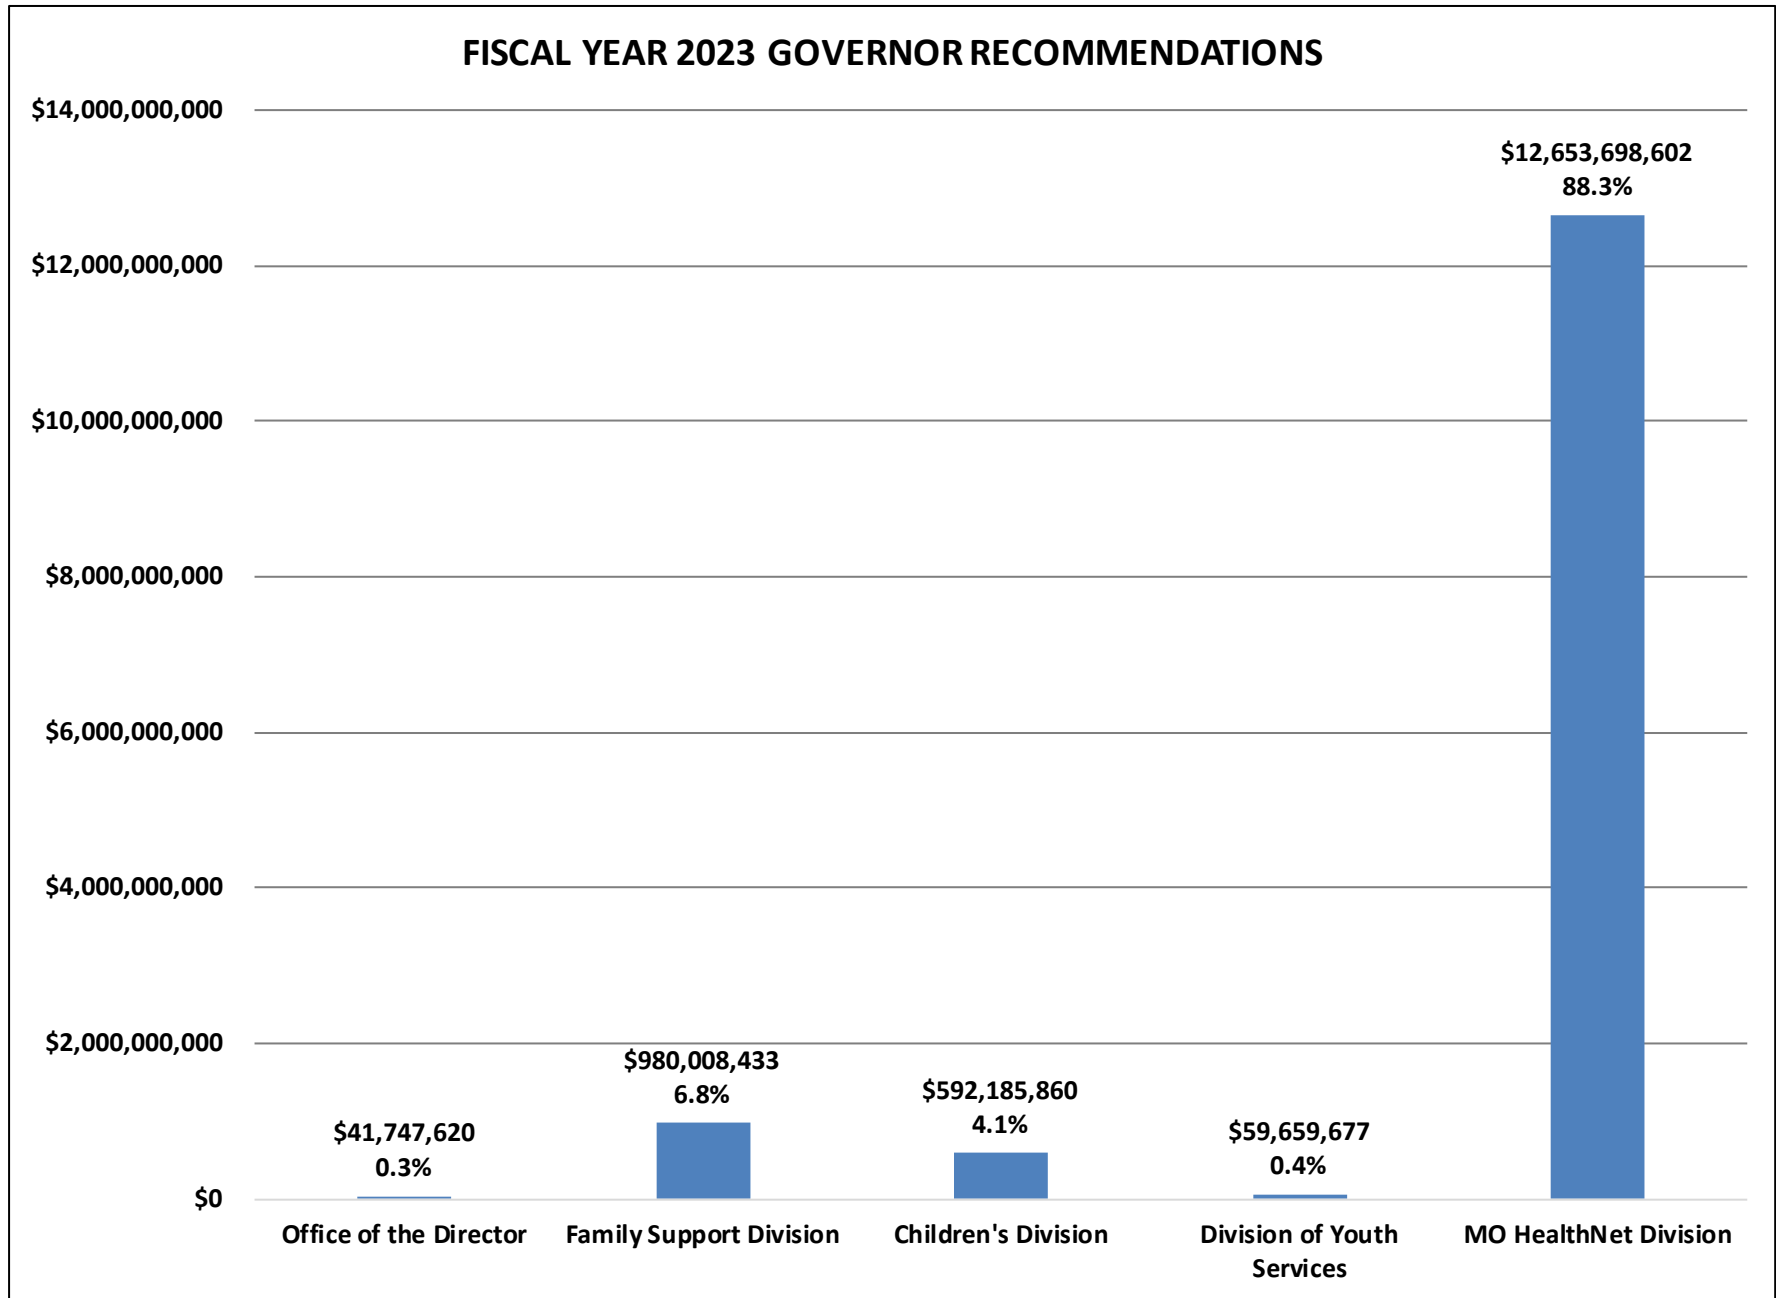 FISCAL YEAR 2023 GOVERNOR RECOMMENDATIONS
$14,000,000,000
$12,000,000,000
$10,000,000,000
$8,000,000,000
$6,000,000,000
$4,000,000,000
$2,000,000,000
$0
$41,747,620
0.3%
$980,008,433
6.8%
$592,185,860
4.1%
$59,659,677
0.4%
$12,653,698,602
88.3%
Office of the Director
Family Support Division
Children's Division
Division of Youth
Services
MO HealthNet Division